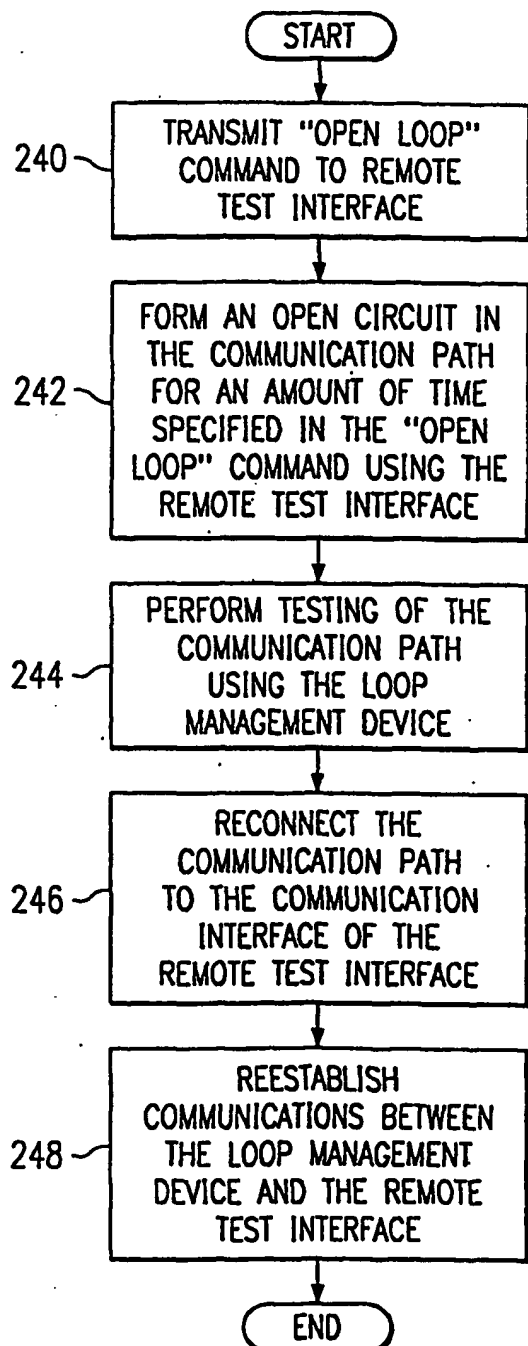 START
240
TRANSMIT "OPEN LOOP"
COMMAND TO REMOTE
TEST INTERFACE
242
FORM AN OPEN CIRCUIT IN
THE COMMUNICATION PATH
FOR AN AMOUNT OF TIME
SPECIFIED IN THE "OPEN
LOOP" COMMAND USING THE
REMOTE TEST INTERFACE
244
PERFORM TESTING OF THE
COMMUNICATION PATH
USING THE LOOP
MANAGEMENT DEVICE
246
RECONNECT THE
COMMUNICATION PATH
TO THE COMMUNICATION
INTERFACE OF THE
REMOTE TEST INTERFACE
248
REESTABLISH
COMMUNICATIONS BETWEEN
THE LOOP MANAGEMENT
DEVICE AND THE REMOTE
TEST INTERFACE
END